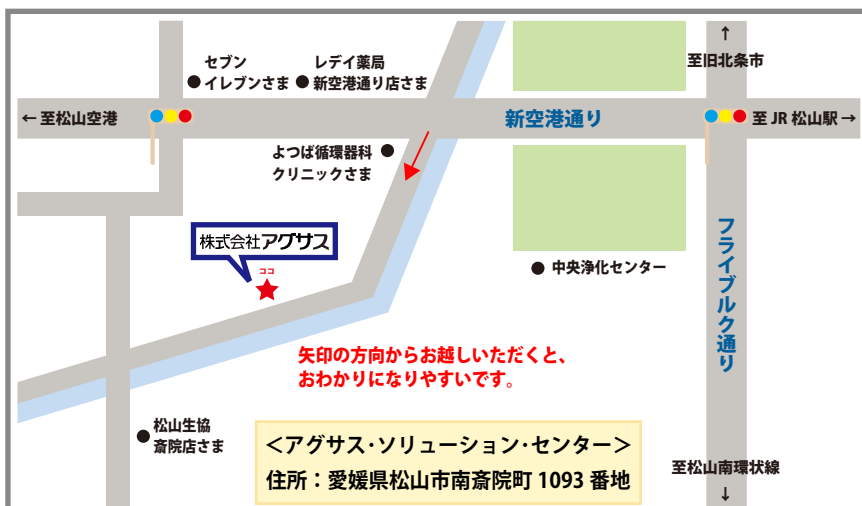 ↑
至旧北条市
セブン
イレブンさま
レデイ薬局
新空港通り店さま
←至松山空港
新空港通り
至JR松山駅→
よつば循環器科
クリニックさま
株式会社アグサス
ココ
中央浄化センター
フライブルク通り
矢印の方向からお越しいただくと、
おわかりになりやすいです。
松山生協
斎院店さま
＜アグサス･ソリューション･センター＞
住所：愛媛県松山市南斎院町1093番地
至松山南環状線
↓